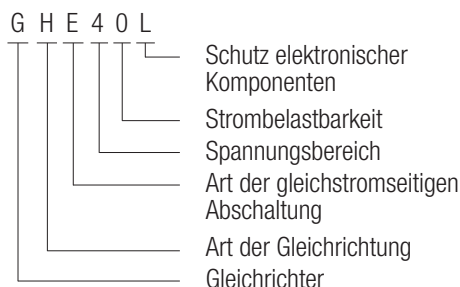 G H E 4 0 L
Schutz elektronischer
Komponenten
Strombelastbarkeit
Spannungsbereich
Art der gleichstromseitigen
Abschaltung
Art der Gleichrichtung
Gleichrichter